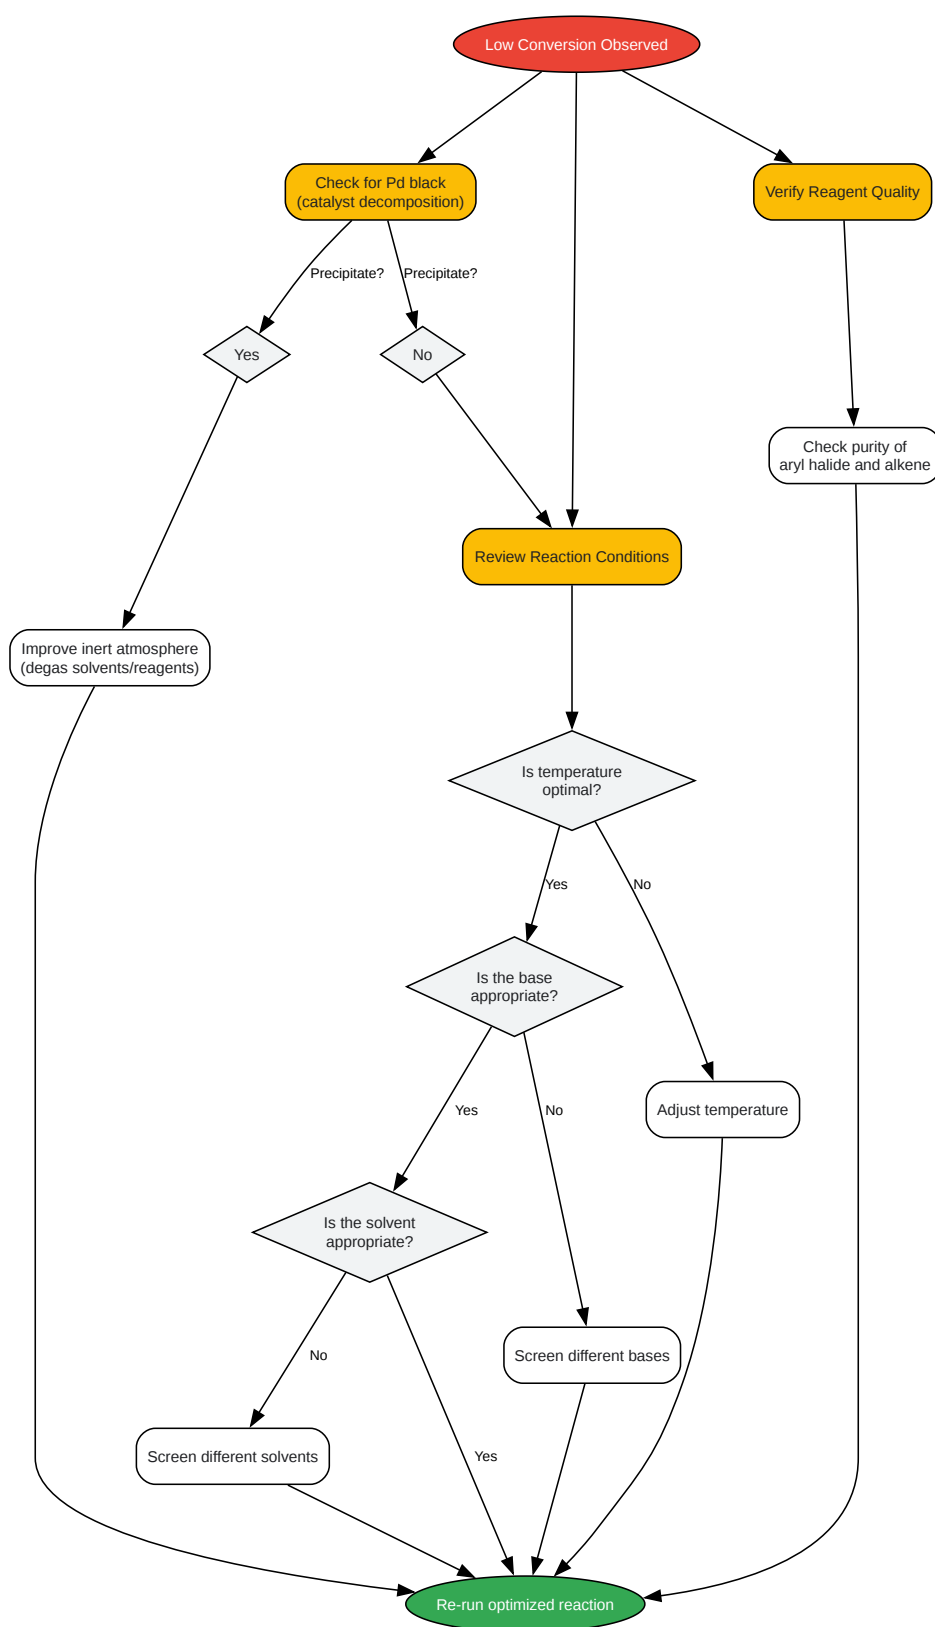 Low Conversion Observed
Check for Pd black
(catalyst decomposition)
Verify Reagent Quality
Precipitate?
Precipitate?
Yes
No
Check purity of
aryl halide and alkene
Review Reaction Conditions
Improve inert atmosphere
(degas solvents/reagents)
Is temperature
optimal?
Yes
No
Is the base
appropriate?
Yes
No
Adjust temperature
Is the solvent
appropriate?
No
Screen different bases
Screen different solvents
Yes
Re-run optimized reaction